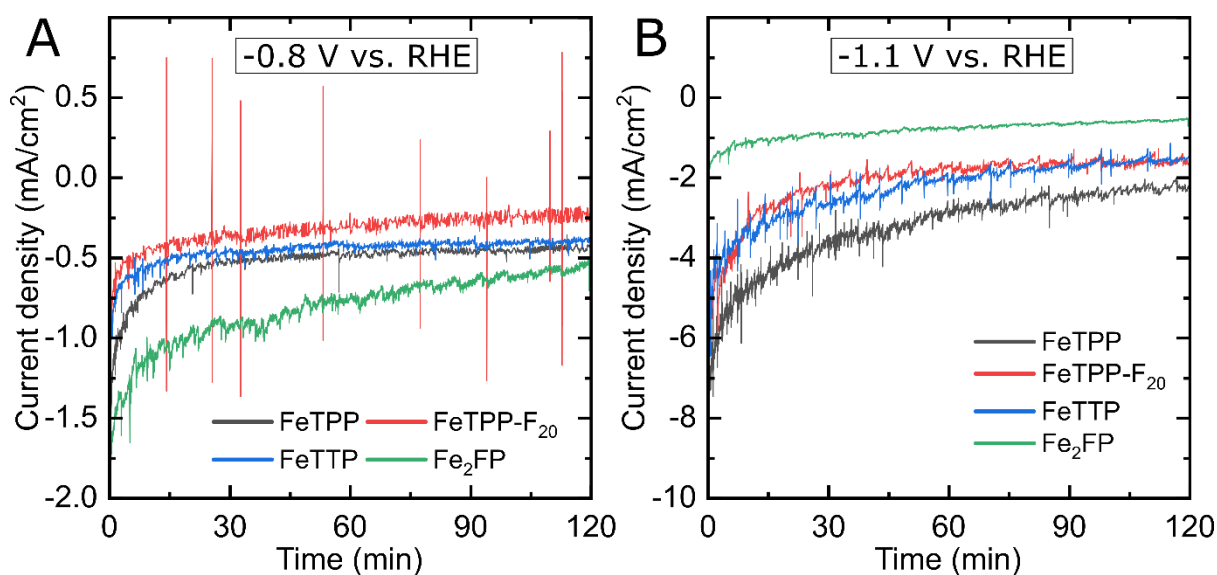 A
-0.8 V vs. RHE
Current density (mA/cm²)
0.5
0.0
-0.5
-1.0
-1.5
-2.0
FeTPP FeTPP-F₂₀
FeTTP Fe₂FP
0 30 60 90 120
Time (min)
B
-1.1 V vs. RHE
Current density (mA/cm²)
0
-2
-4
-6
-8
-10
FeTPP
FeTPP-F₂₀
FeTTP
Fe₂FP
0 30 60 90 120
Time (min)